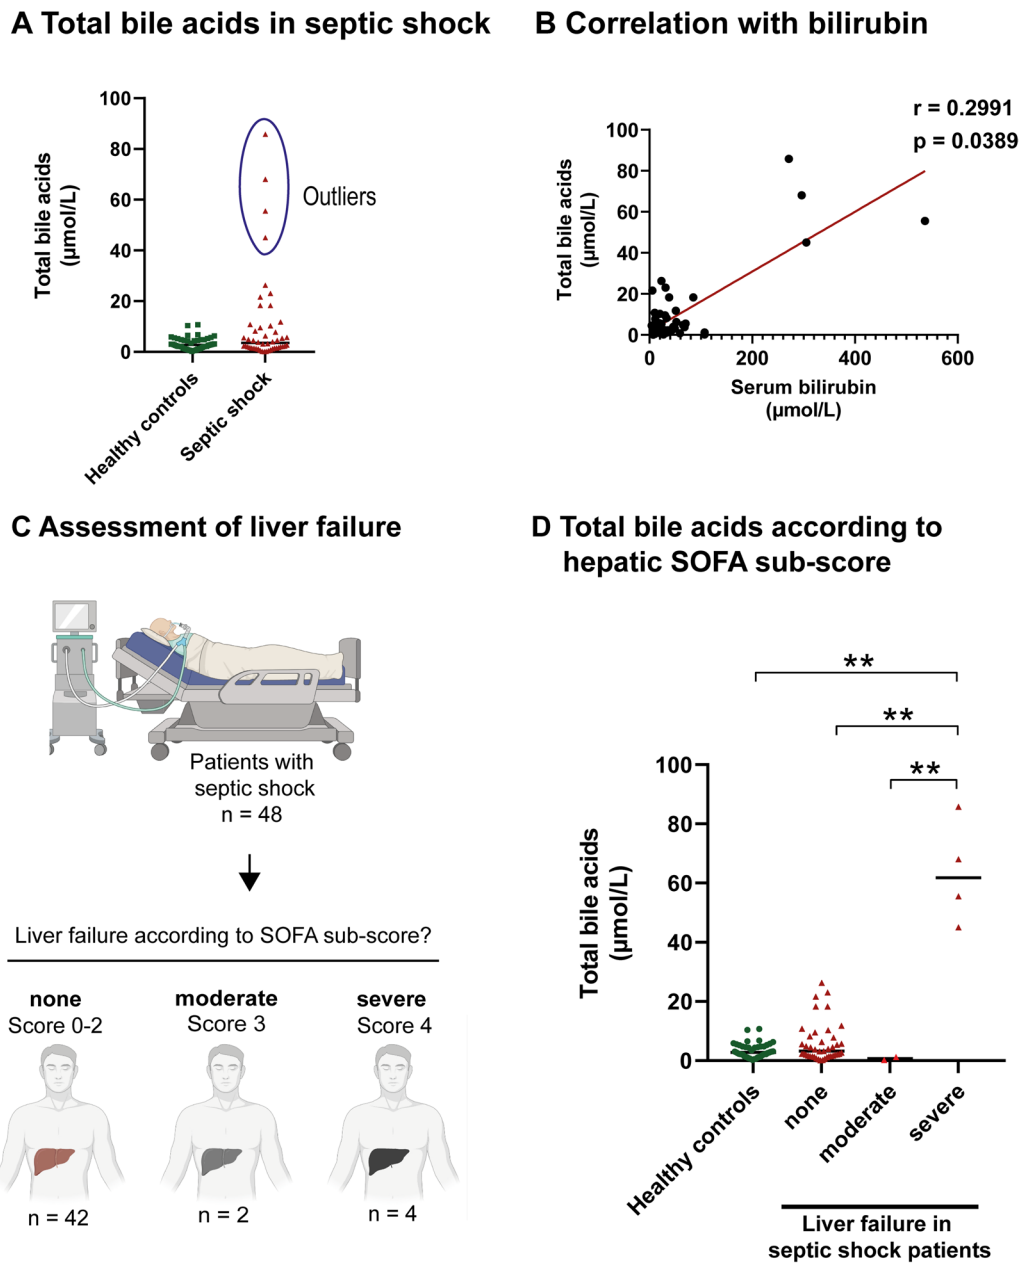 A Total bile acids in septic shock
100
80
60
40
20
0
Total bile acids
(µmol/L)
Outliers
Healthy controls
Septic shock
B Correlation with bilirubin
r = 0.2991
p = 0.0389
100
80
60
40
20
0
Total bile acids
(µmol/L)
0 200 400 600
Serum bilirubin
(µmol/L)
C Assessment of liver failure
Patients with
septic shock
n = 48
Liver failure according to SOFA sub-score?
none
Score 0-2
n = 42
moderate
Score 3
n = 2
severe
Score 4
n = 4
D Total bile acids according to
hepatic SOFA sub-score
**
**
**
100
80
60
40
20
0
Total bile acids
(µmol/L)
Healthy controls
none
moderate
severe
Liver failure in
septic shock patients